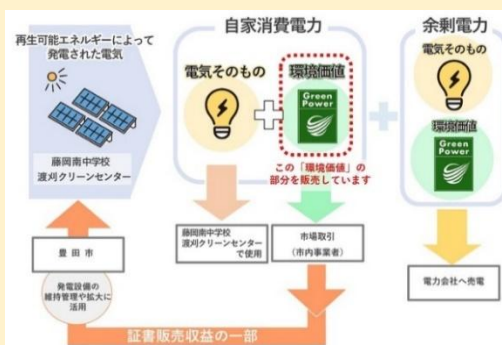 再生可能エネルギーによって
発電された電気
藤岡南中学校
渡刈クリーンセンター
自家消費電力
電気そのもの
環境価値
Green
Power
この「環境価値」の
部分を販売しています
余剰電力
電気そのもの
環境価値
Green
Power
藤岡南中学校
渡刈クリーンセンター
で使用
市場取引
(市内事業者)
電力会社へ売電
豊田市
発電設備の
維持管理や拡大に
活用
証書販売収益の一部